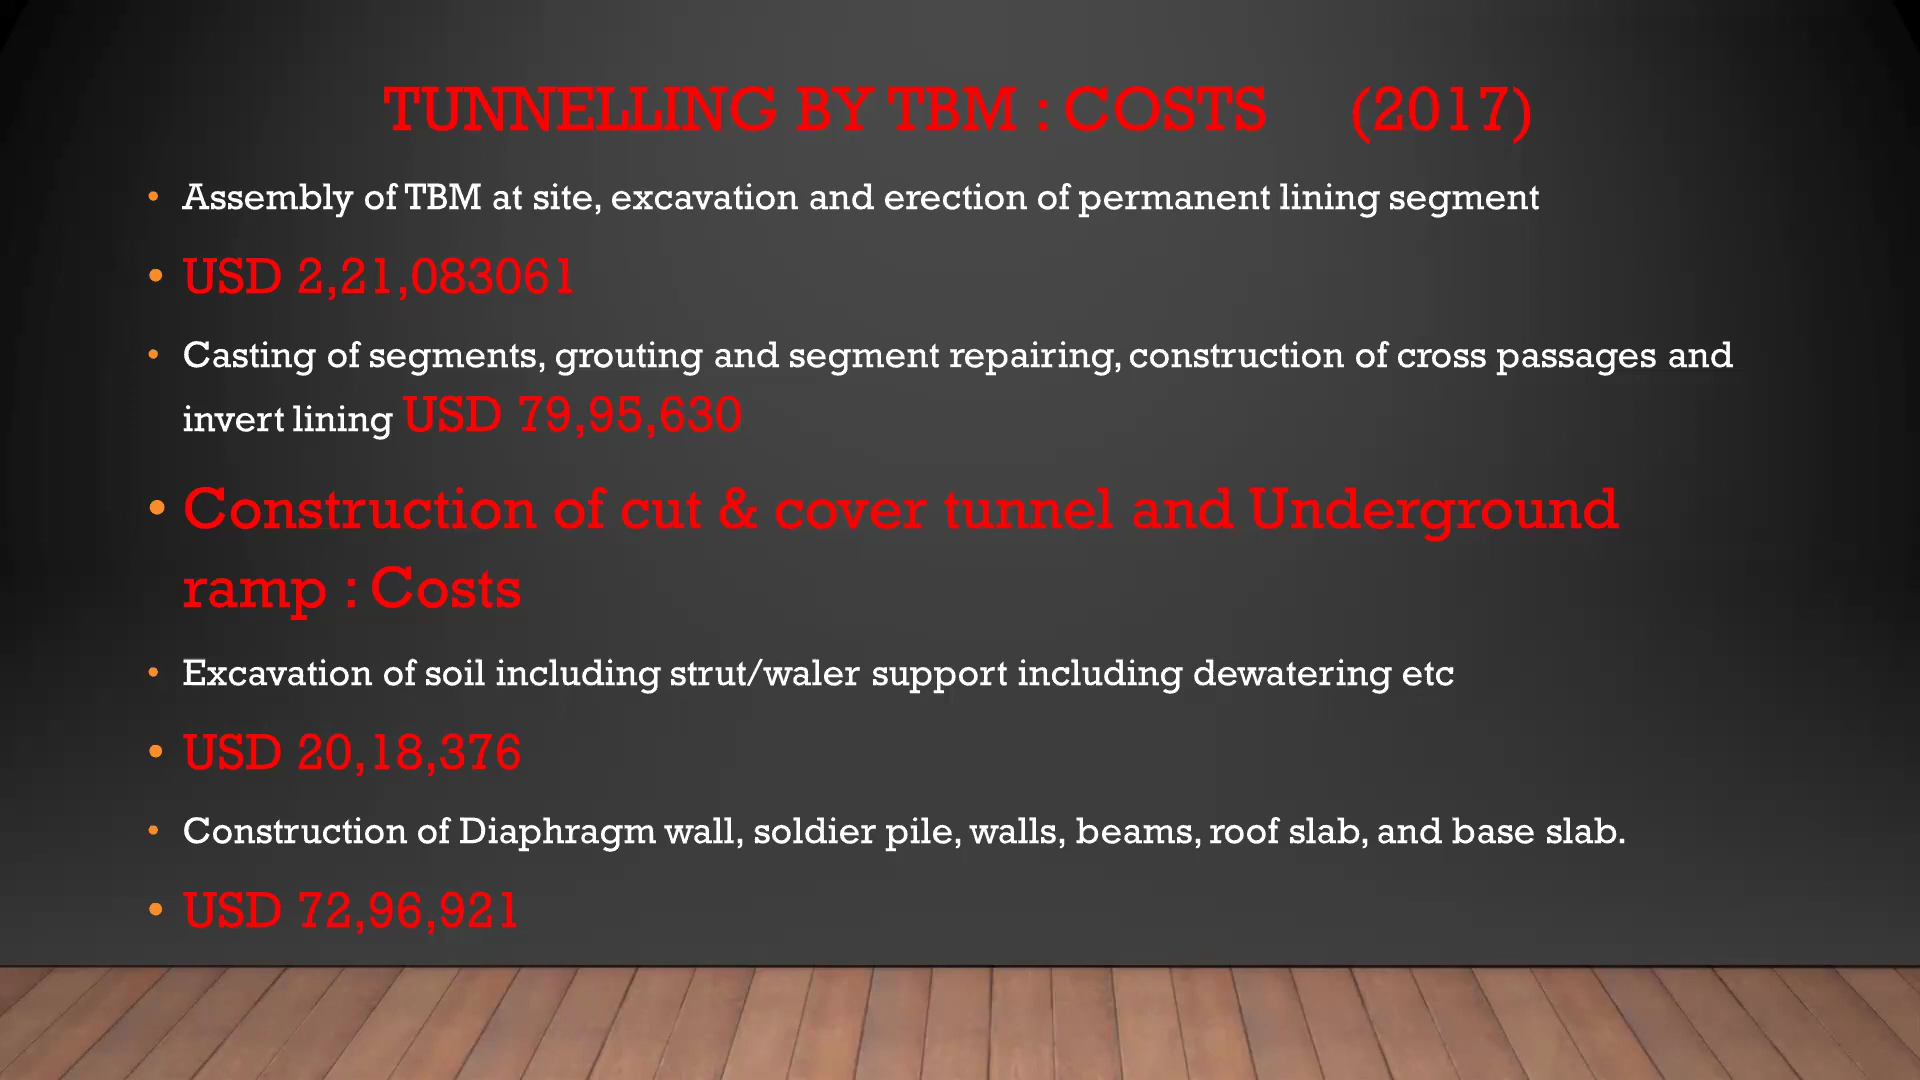 TUNNELLING BY TBM : COSTS (2017)
• Assembly of TBM at site, excavation and erection of permanent lining segment
• USD 2,21,083061
• Casting of segments, grouting and segment repairing, construction of cross passages and
invert lining USD 79,95,630
• Construction of cut & cover tunnel and Underground
ramp : Costs
• Excavation of soil including strut/waler support including dewatering etc
• USD 20,18,376
• Construction of Diaphragm wall, soldier pile, walls, beams, roof slab, and base slab.
• USD 72,96,921